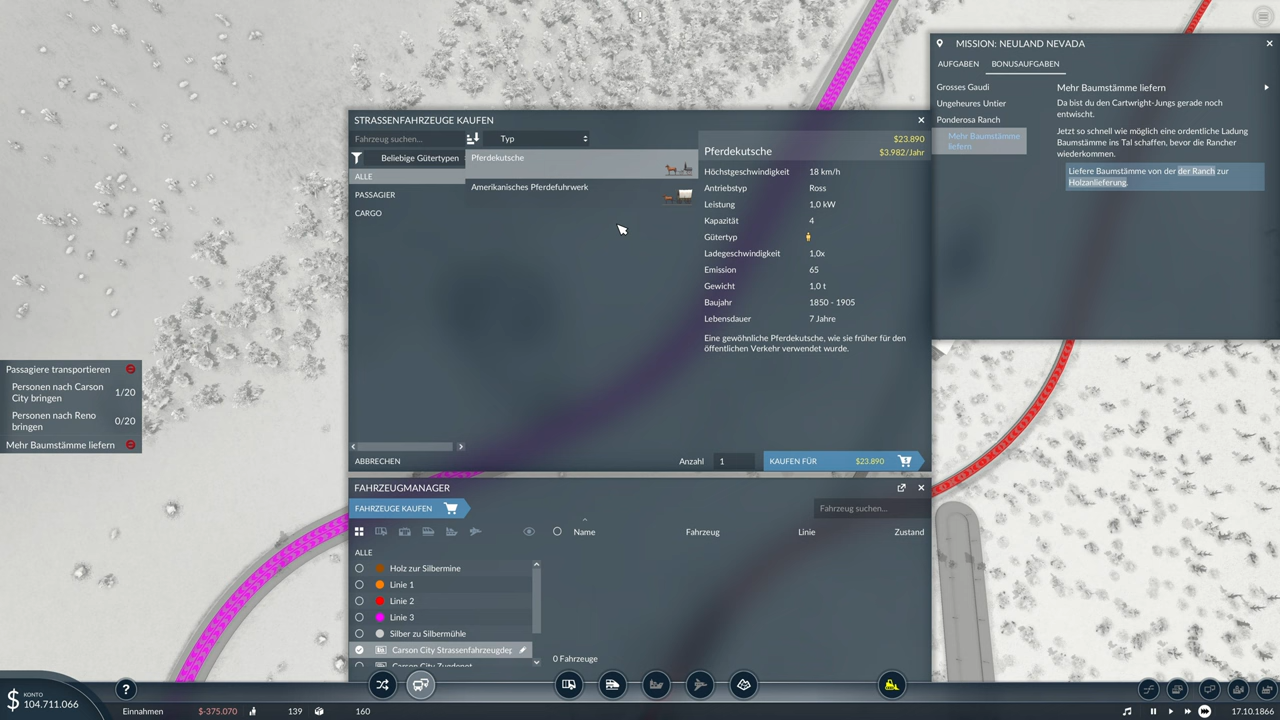 MISSION: NEULAND NEVADA
AUFGABEN
BONUSAUFGABEN
Grosses Gaudi
Ungeheures Untier
Ponderosa Ranch
Mehr Baumstämme
liefern
Mehr Baumstämme liefern
Da bist du den Cartwright-Jungs gerade noch
entwischt.
Jetzt so schnell wie möglich eine ordentliche Ladung
Baumstämme ins Tal schaffen, bevor die Rancher
wiederkommen.
Liefere Baumstämme von der der Ranch zur
Holzanlieferung.
STRASSENFAHRZEUGE KAUFEN
Fahrzeug suchen...
Typ
Beliebige Gütertypen
ALLE
PASSAGIER
CARGO
Pferdekutsche
Amerikanisches Pferdefuhrwerk
$23.890
Pferdekutsche
$3.982/Jahr
Höchstgeschwindigkeit 18 km/h
Antriebstyp Ross
Leistung 1,0 kW
Kapazität 4
Gütertyp
Ladegeschwindigkeit 1,0x
Emission 65
Gewicht 1,0 t
Baujahr 1850 - 1905
Lebensdauer 7 Jahre
Eine gewöhnliche Pferdekutsche, wie sie früher für den
öffentlichen Verkehr verwendet wurde.
ABBRECHEN
Anzahl 1
KAUFEN FÜR $23.890
Passagiere transportieren
Personen nach Carson
City bringen 1/20
Personen nach Reno
bringen 0/20
Mehr Baumstämme liefern
FAHRZEUGMANAGER
FAHRZEUGE KAUFEN
Fahrzeug suchen...
Name Fahrzeug Linie Zustand
ALLE
Holz zur Silbermine
Linie 1
Linie 2
Linie 3
Silber zu Silbermühle
Carson City Strassenfahrzeugdep
Carson City Zugdepot
0 Fahrzeuge
$ KONTO
104.711.066
?
Einnahmen $-375.070 139 160
17.10.1866